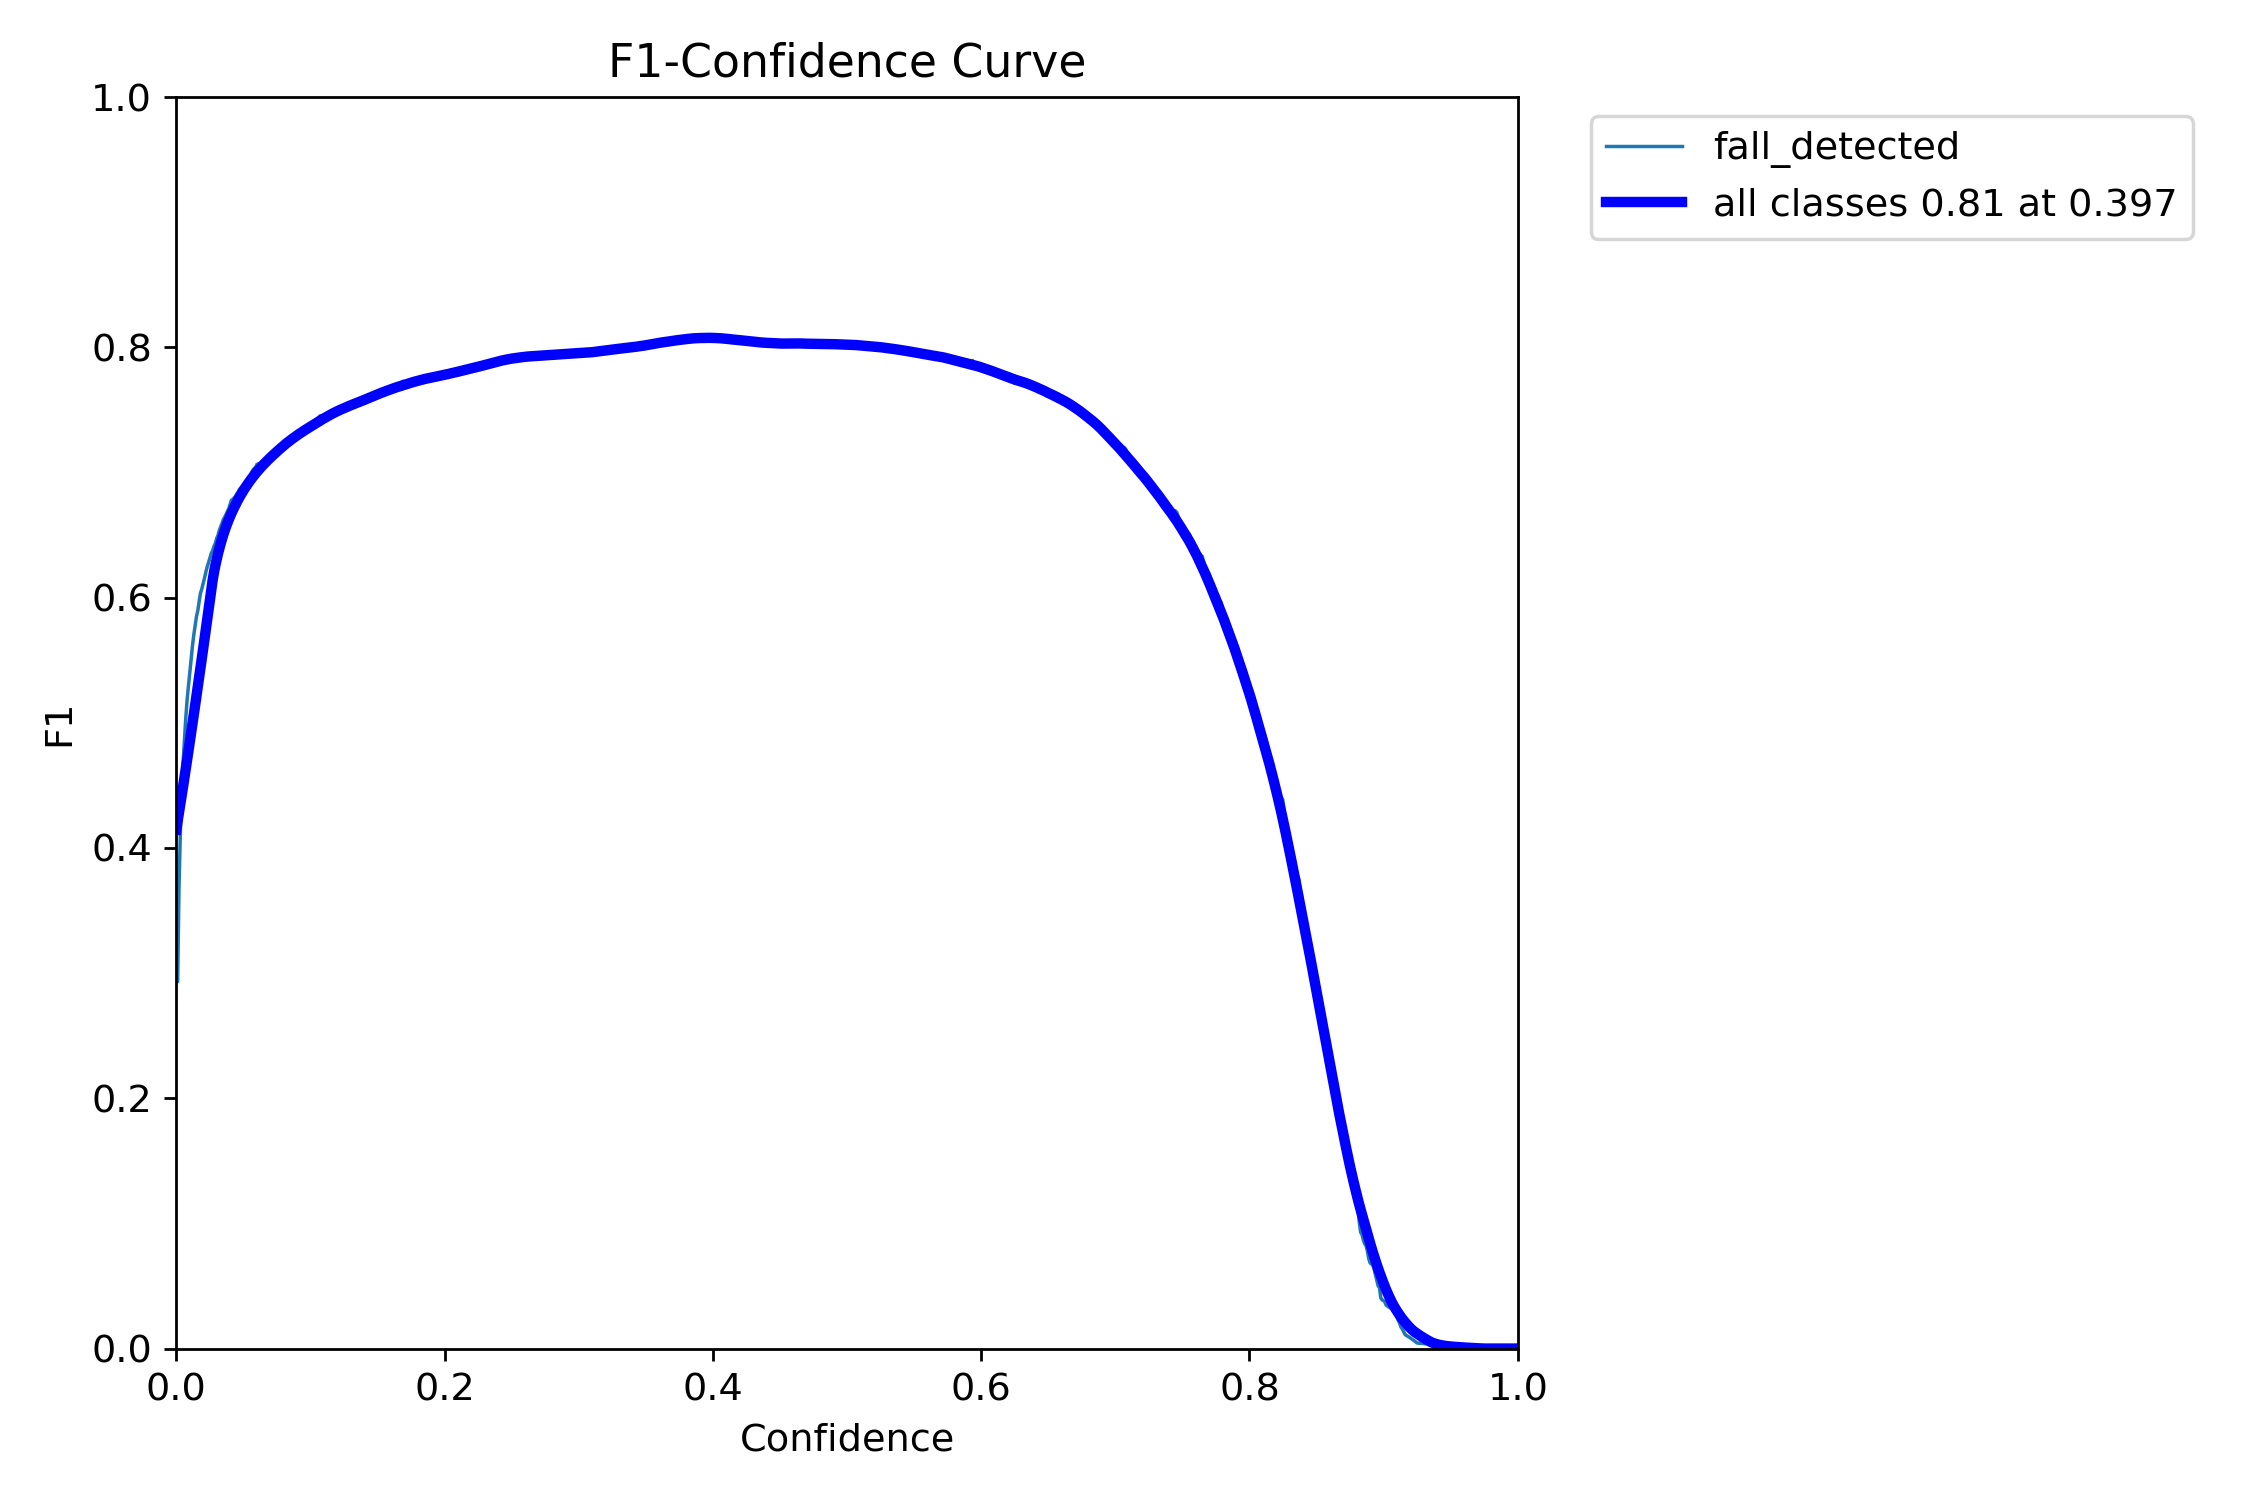 F1-Confidence Curve
1.0
0.8
0.6
0.4
0.2
0.0
F1
0.0 0.2 0.4 0.6 0.8 1.0
Confidence
fall_detected
all classes 0.81 at 0.397